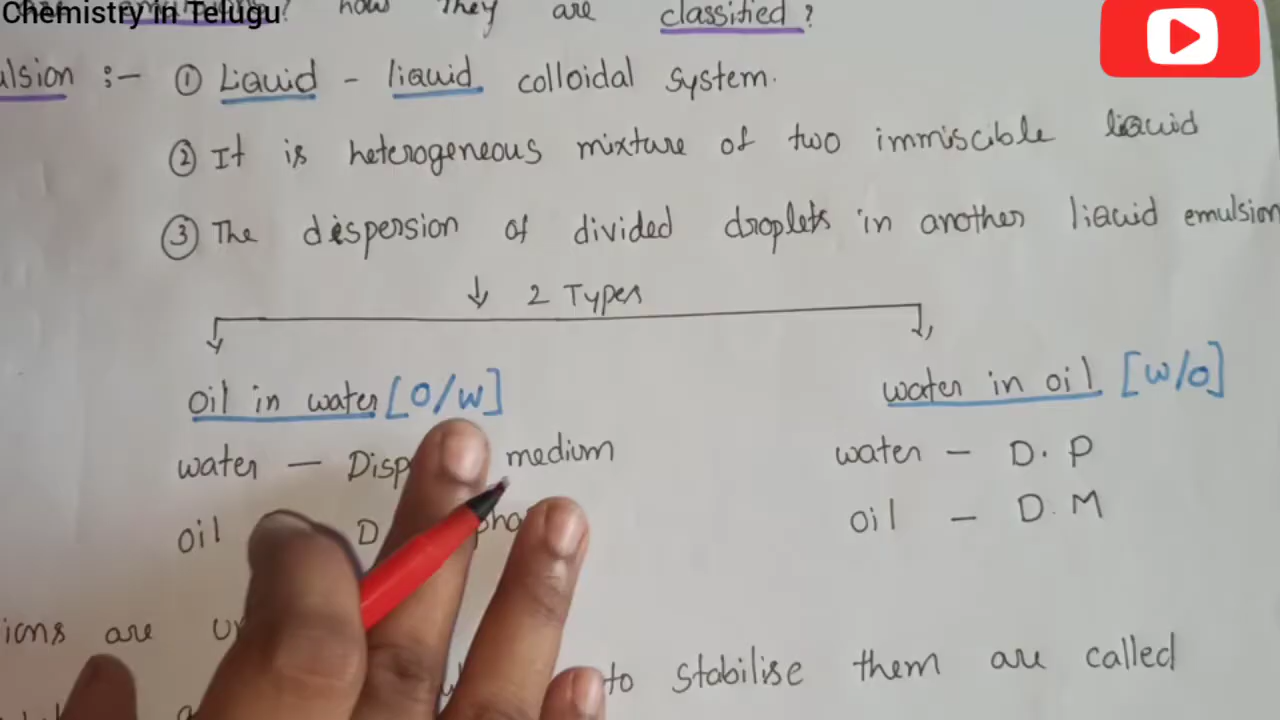 Chemistry in Telugu
how they are classified?
ulsion :- ① Liquid - liquid colloidal system.
② It is heterogeneous mixture of two immiscible liquid
③ The dispersion of divided droplets in another liquid emulsion
↓ 2 Types
oil in water [O/W]
water in oil [W/O]
water — Disp medium
water - D.P
oil D pha
oil - D.M
ions are un to stabilise them are called